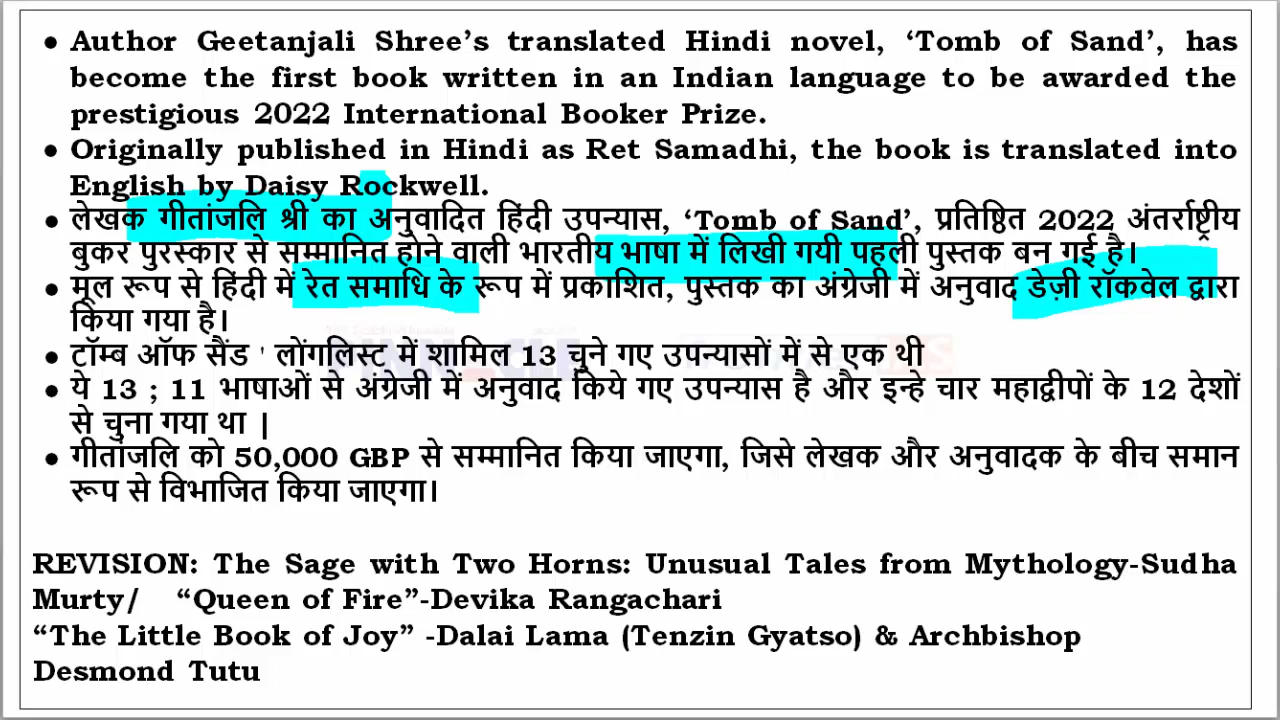 ● Author Geetanjali Shree's translated Hindi novel, ‘Tomb of Sand’, has
become the first book written in an Indian language to be awarded the
prestigious 2022 International Booker Prize.
● Originally published in Hindi as Ret Samadhi, the book is translated into
English by Daisy Rockwell.
● लेखक गीतांजलि श्री का अनुवादित हिंदी उपन्यास, ‘Tomb of Sand’, प्रतिष्ठित 2022 अंतर्राष्ट्रीय
बुकर पुरस्कार से सम्मानित होने वाली भारतीय भाषा में लिखी गयी पहली पुस्तक बन गई है।
● मूल रूप से हिंदी में रेत समाधि के रूप में प्रकाशित, पुस्तक का अंग्रेजी में अनुवाद डेज़ी रॉकवेल द्वारा
किया गया है।
● टॉम्ब ऑफ सैंड ' लोंगलिस्ट में शामिल 13 चुने गए उपन्यासों में से एक थी
● ये 13 ; 11 भाषाओं से अंग्रेजी में अनुवाद किये गए उपन्यास है और इन्हे चार महाद्वीपों के 12 देशों
से चुना गया था |
● गीतांजलि को 50,000 GBP से सम्मानित किया जाएगा, जिसे लेखक और अनुवादक के बीच समान
रूप से विभाजित किया जाएगा।
REVISION: The Sage with Two Horns: Unusual Tales from Mythology-Sudha
Murty/ “Queen of Fire”-Devika Rangachari
“The Little Book of Joy” -Dalai Lama (Tenzin Gyatso) & Archbishop
Desmond Tutu